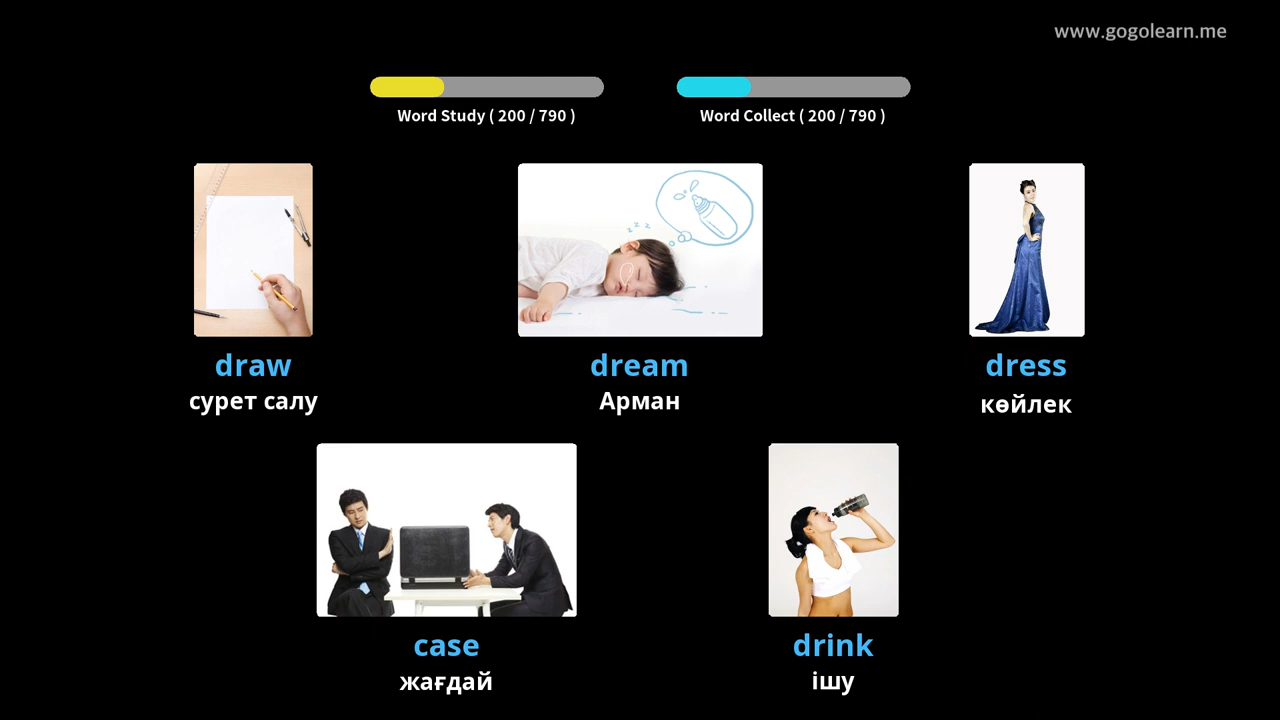 www.gogolearn.me
Word Study ( 200 / 790 )
Word Collect ( 200 / 790 )
draw
сурет салу
dream
Арман
dress
көйлек
case
жағдай
drink
ішу